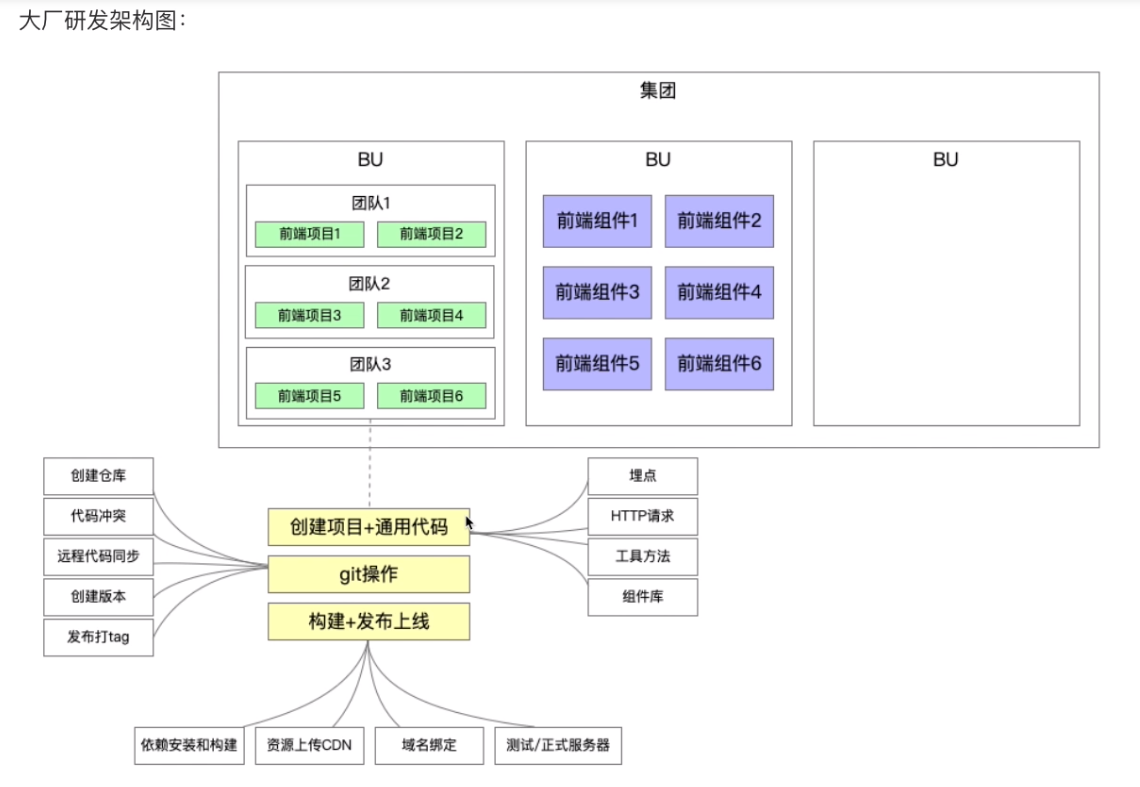 大厂研发架构图：
集团
BU
BU
BU
团队1
前端项目1
前端项目2
团队2
前端项目3
前端项目4
团队3
前端项目5
前端项目6
前端组件1
前端组件2
前端组件3
前端组件4
前端组件5
前端组件6
创建仓库
代码冲突
远程代码同步
创建版本
发布打tag
创建项目+通用代码
git操作
构建+发布上线
埋点
HTTP请求
工具方法
组件库
依赖安装和构建
资源上传CDN
域名绑定
测试/正式服务器